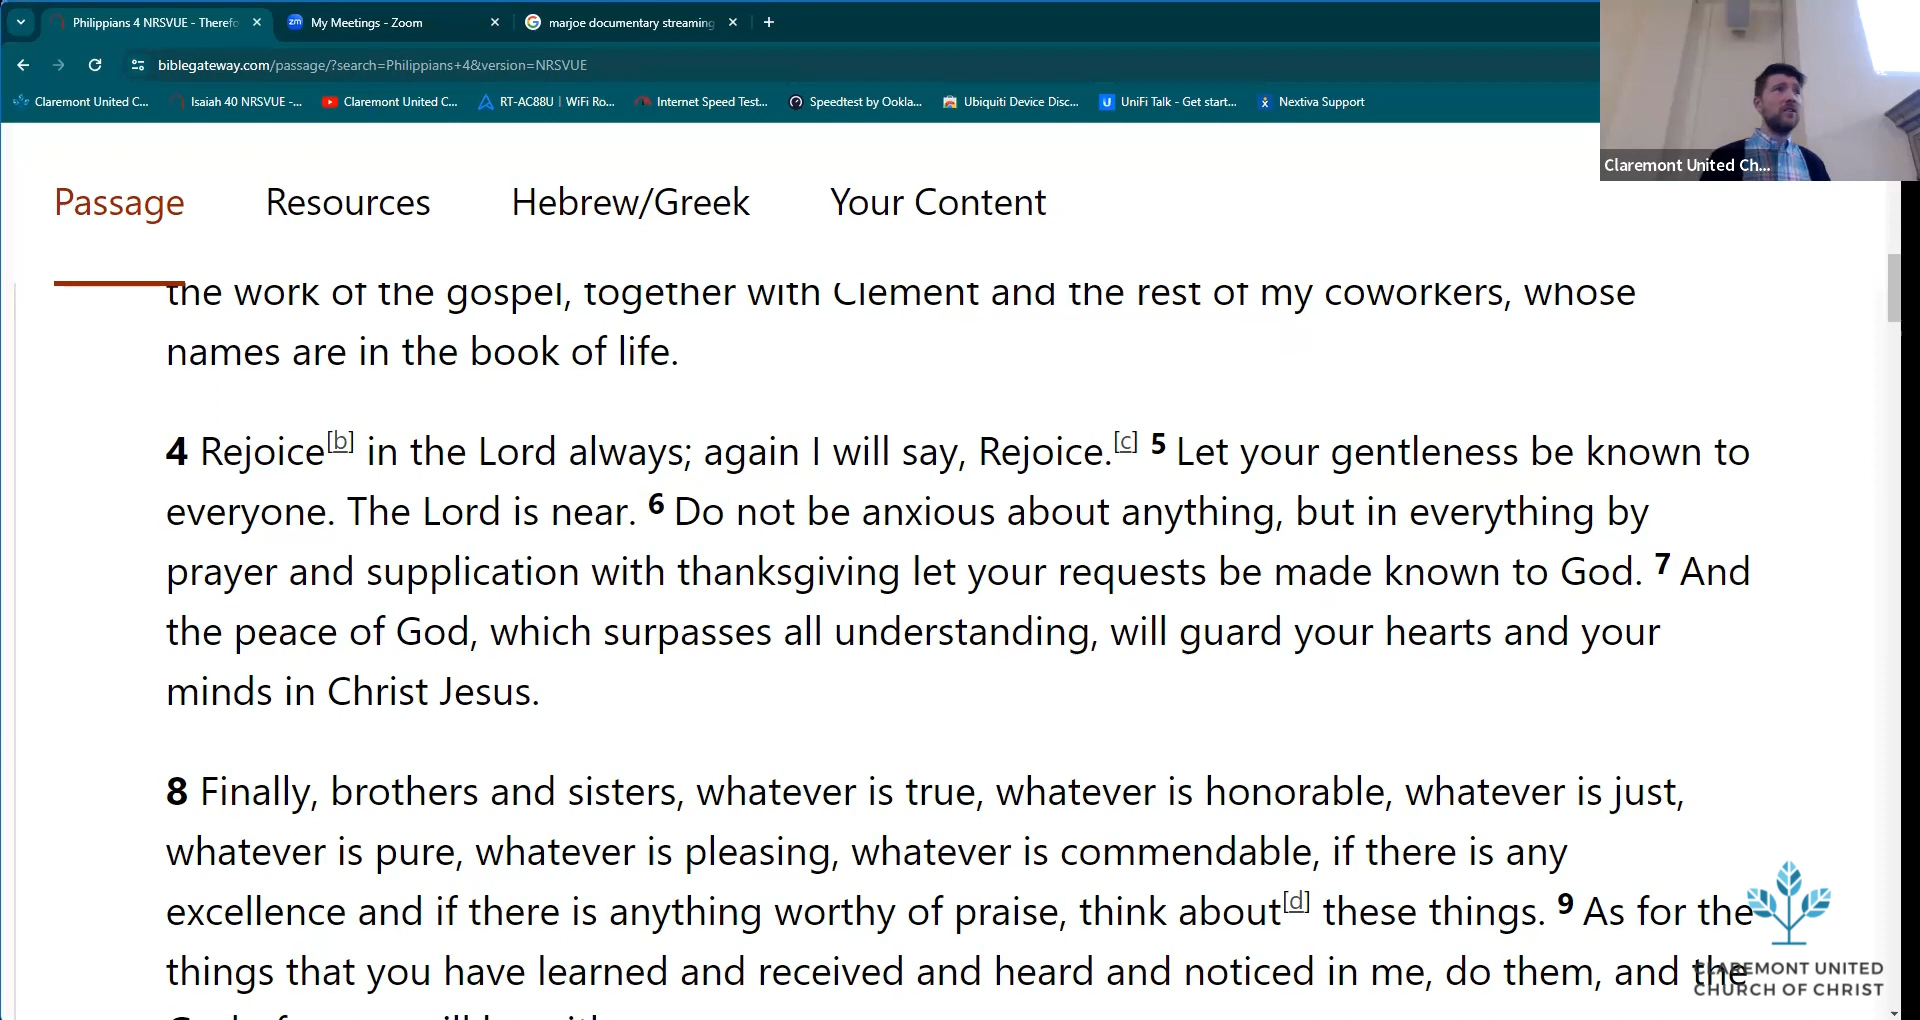 Philippians 4 NRSVUE - Therefo
My Meetings - Zoom
marjoe documentary streaming
biblegateway.com/passage/?search=Philippians+4&version=NRSVUE
Claremont United C...
Isaiah 40 NRSVUE -...
Claremont United C...
RT-AC88U | WiFi Ro...
Internet Speed Test...
Speedtest by Ookla...
Ubiquiti Device Disc...
UniFi Talk - Get start...
Nextiva Support
Claremont United Ch...
Passage
Resources
Hebrew/Greek
Your Content
the work of the gospel, together with Clement and the rest of my coworkers, whose
names are in the book of life.
4 Rejoice[b] in the Lord always; again I will say, Rejoice.[c] 5 Let your gentleness be known to
everyone. The Lord is near. 6 Do not be anxious about anything, but in everything by
prayer and supplication with thanksgiving let your requests be made known to God. 7 And
the peace of God, which surpasses all understanding, will guard your hearts and your
minds in Christ Jesus.
8 Finally, brothers and sisters, whatever is true, whatever is honorable, whatever is just,
whatever is pure, whatever is pleasing, whatever is commendable, if there is any
excellence and if there is anything worthy of praise, think about[d] these things. 9 As for the
things that you have learned and received and heard and noticed in me, do them, and the
CLAREMONT UNITED
CHURCH OF CHRIST